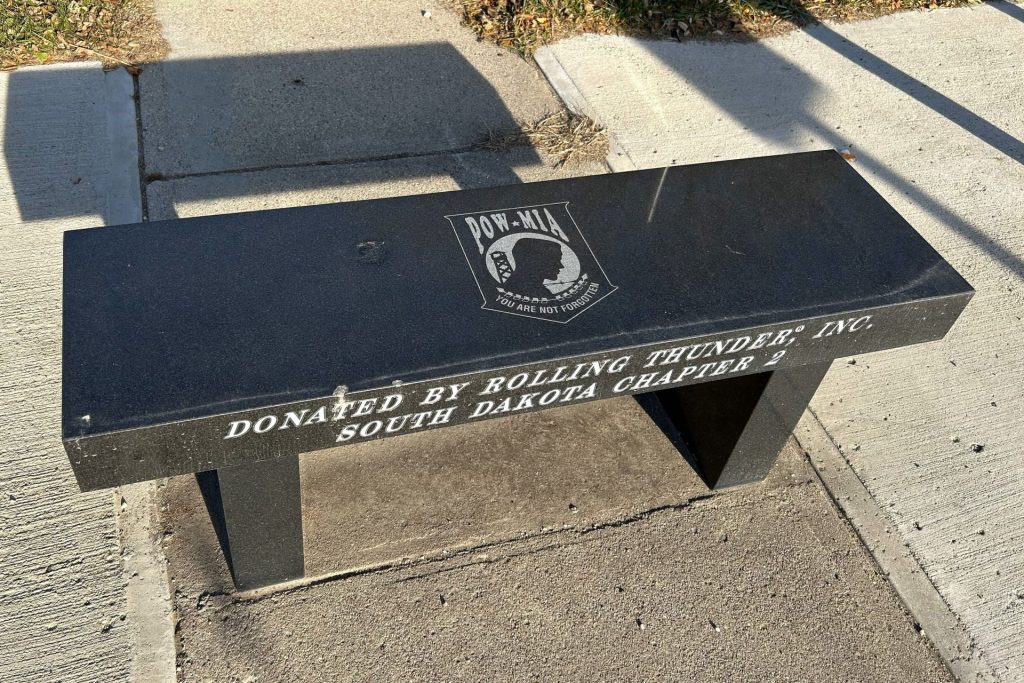 POW★MIA
YOU ARE NOT FORGOTTEN
DONATED BY ROLLING THUNDER,® INC.
SOUTH DAKOTA CHAPTER 2